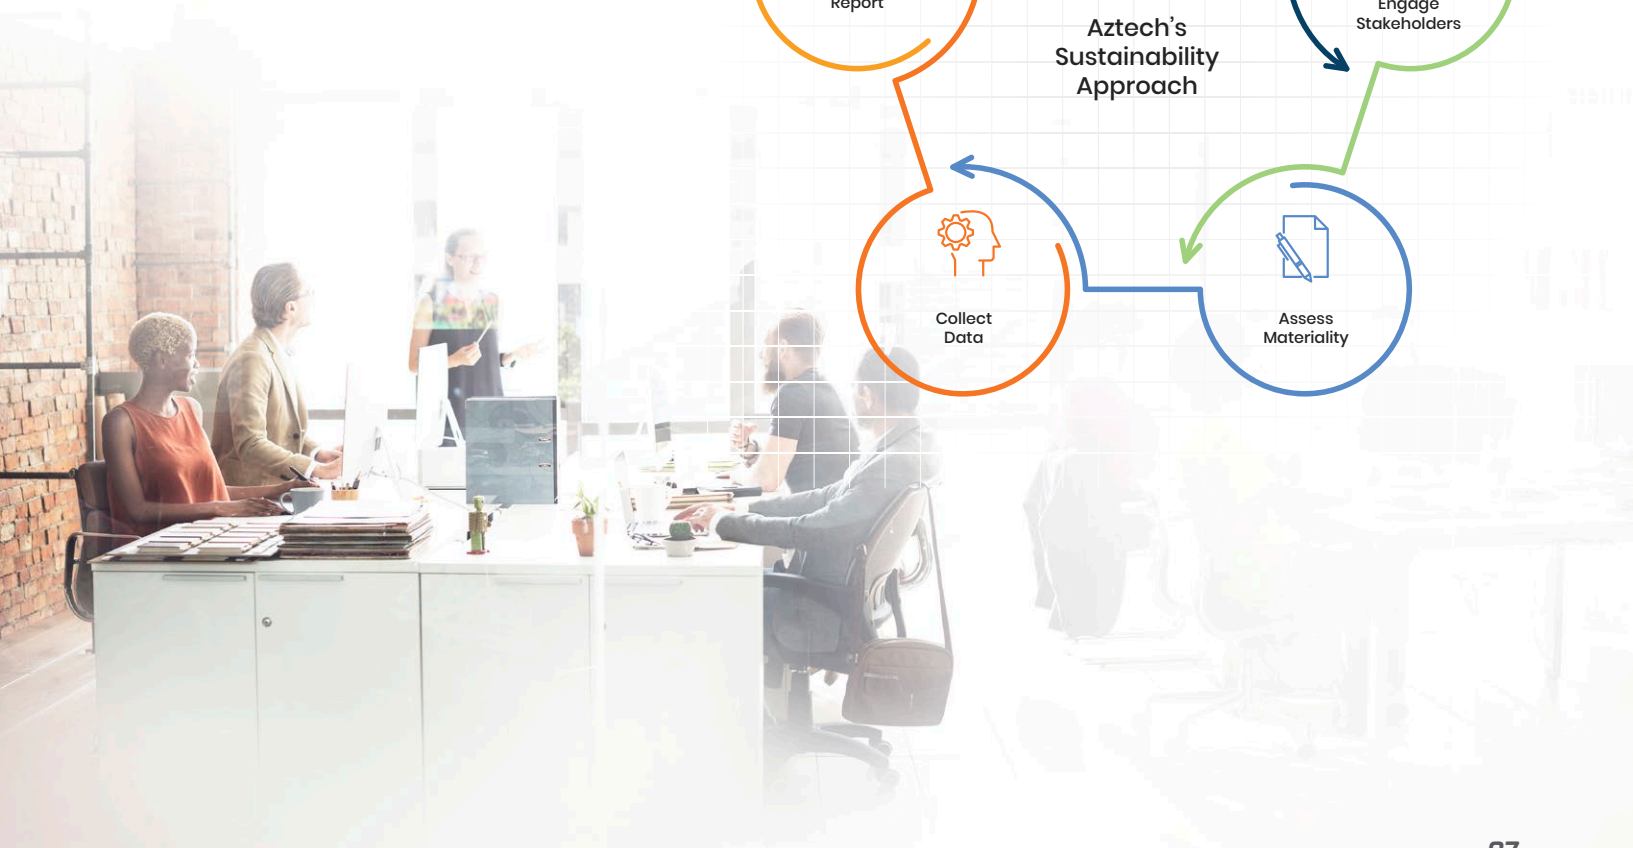 Report
Engage
Stakeholders
Aztech's
Sustainability
Approach
Collect
Data
Assess
Materiality